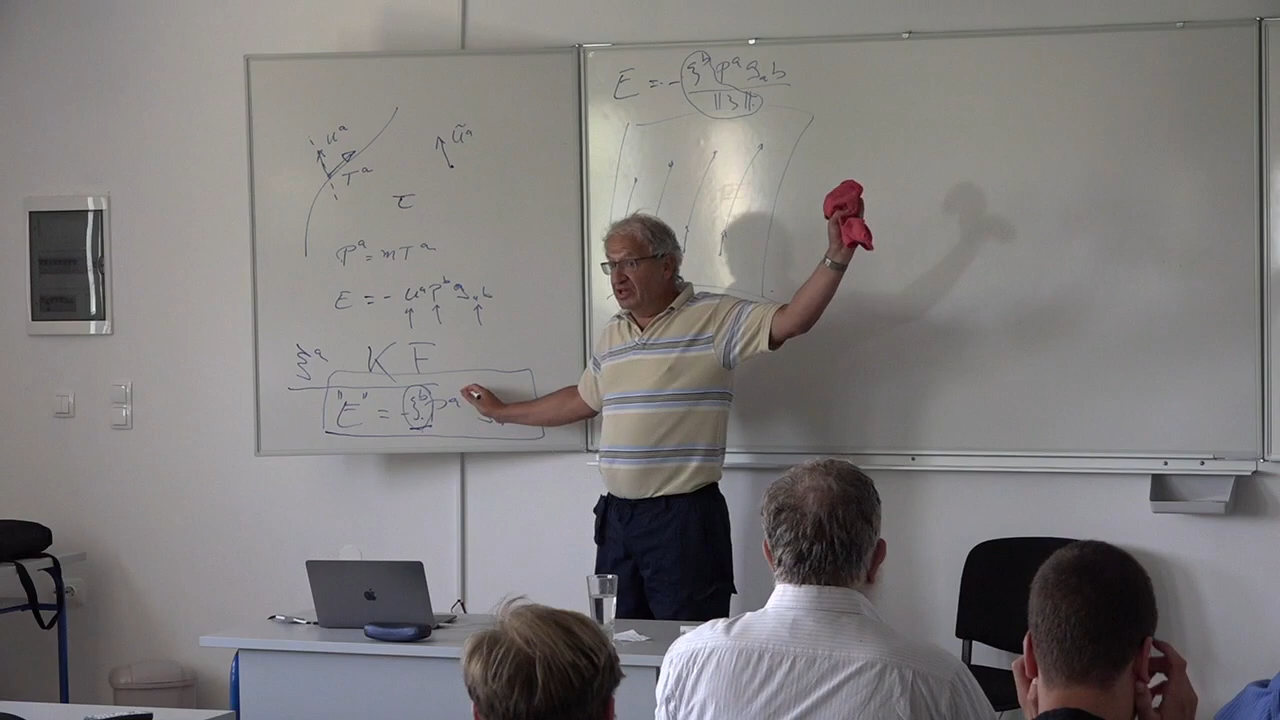 u^a
ũ^a
T^a
τ
p^a = m T^a
E = - u^a p^b g_ab
ξ^a K F
"E" = - ξ^b p^a
E = - ξ^b p^a g_ab
||ξ||